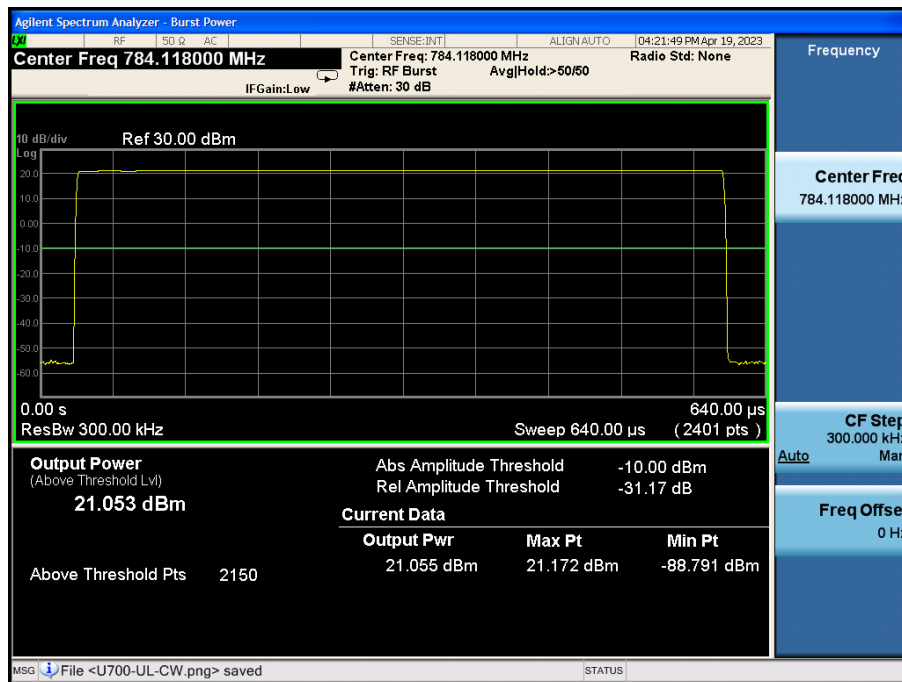 Agilent Spectrum Analyzer - Burst Power
LXI RF 50 Ω AC SENSE:INT ALIGN AUTO 04:21:49 PM Apr 19, 2023
Center Freq 784.118000 MHz Center Freq: 784.118000 MHz Radio Std: None
Trig: RF Burst Avg|Hold:>50/50
IFGain:Low #Atten: 30 dB
Frequency
10 dB/div Ref 30.00 dBm
Log
20.0
10.0
0.00
-10.0
-20.0
-30.0
-40.0
-50.0
-60.0
0.00 s 640.00 µs
ResBw 300.00 kHz Sweep 640.00 µs (2401 pts)
Center Freq
784.118000 MHz
CF Step
300.000 kHz
Auto Man
Freq Offse
0 Hz
Output Power
(Above Threshold Lvl)
21.053 dBm
Abs Amplitude Threshold -10.00 dBm
Rel Amplitude Threshold -31.17 dB
Current Data
Output Pwr Max Pt Min Pt
21.055 dBm 21.172 dBm -88.791 dBm
Above Threshold Pts 2150
MSG File <U700-UL-CW.png> saved STATUS